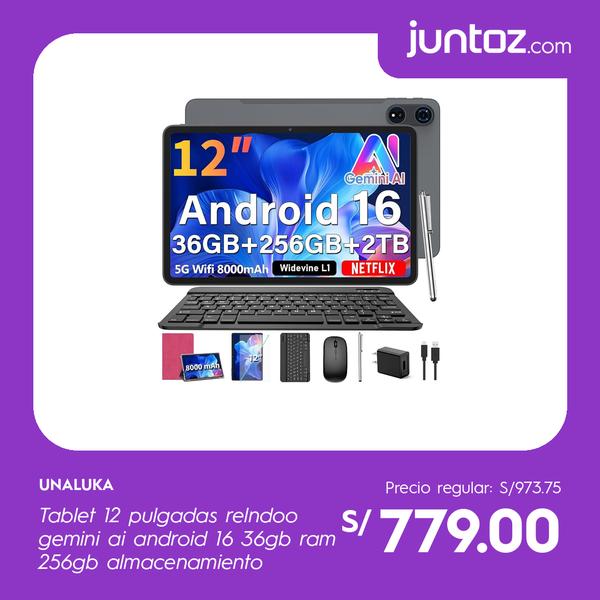 juntoz.com
12"
AI
Gemini AI
Android 16
36GB+256GB+2TB
5G Wifi 8000mAh Widevine L1 NETFLIX
8000 mAh
12"
UNALUKA
Precio regular: S/973.75
Tablet 12 pulgadas relndoo
gemini ai android 16 36gb ram
256gb almacenamiento
S/779.00